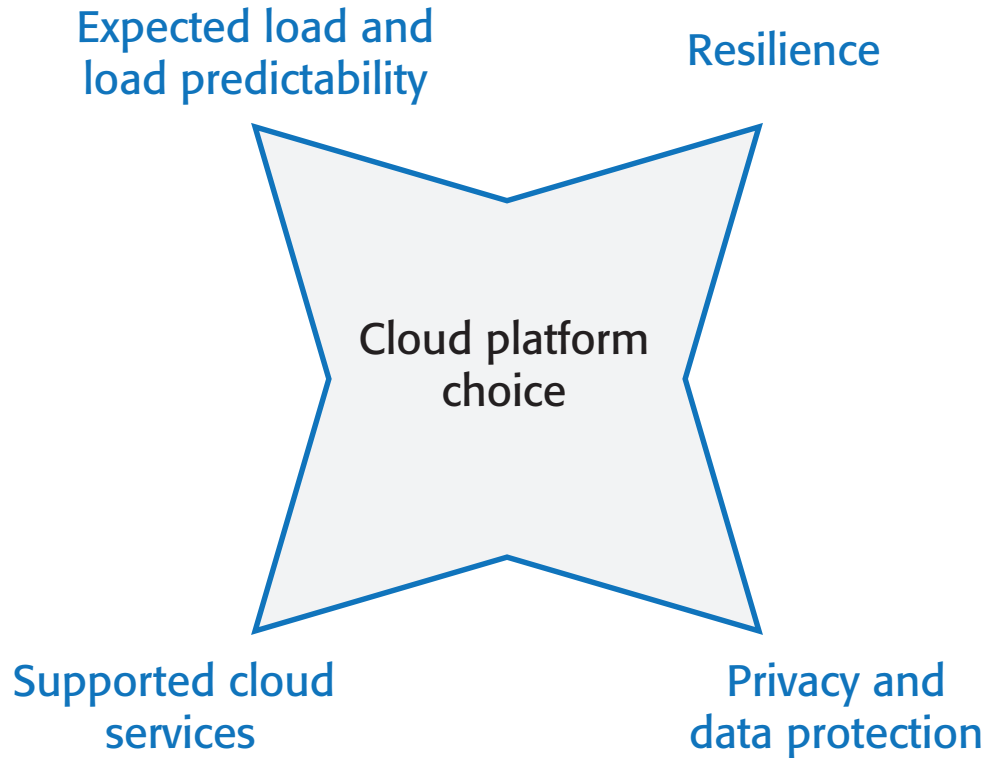 Expected load and
load predictability
Resilience
Cloud platform
choice
Supported cloud
services
Privacy and
data protection